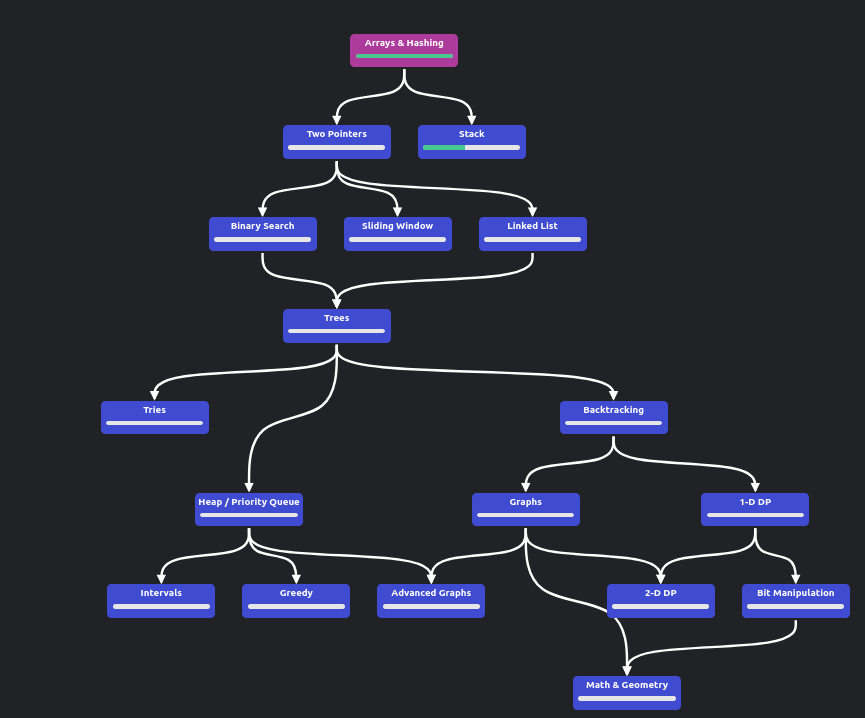 Arrays & Hashing
Two Pointers
Stack
Binary Search
Sliding Window
Linked List
Trees
Tries
Backtracking
Heap / Priority Queue
Graphs
1-D DP
Intervals
Greedy
Advanced Graphs
2-D DP
Bit Manipulation
Math & Geometry